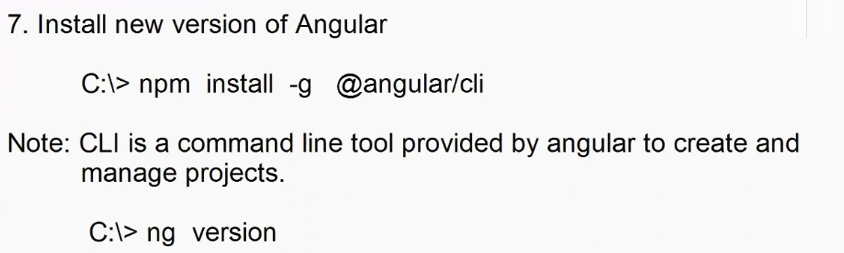 7. Install new version of Angular
C:\> npm install -g @angular/cli
Note: CLI is a command line tool provided by angular to create and
manage projects.
C:\> ng version